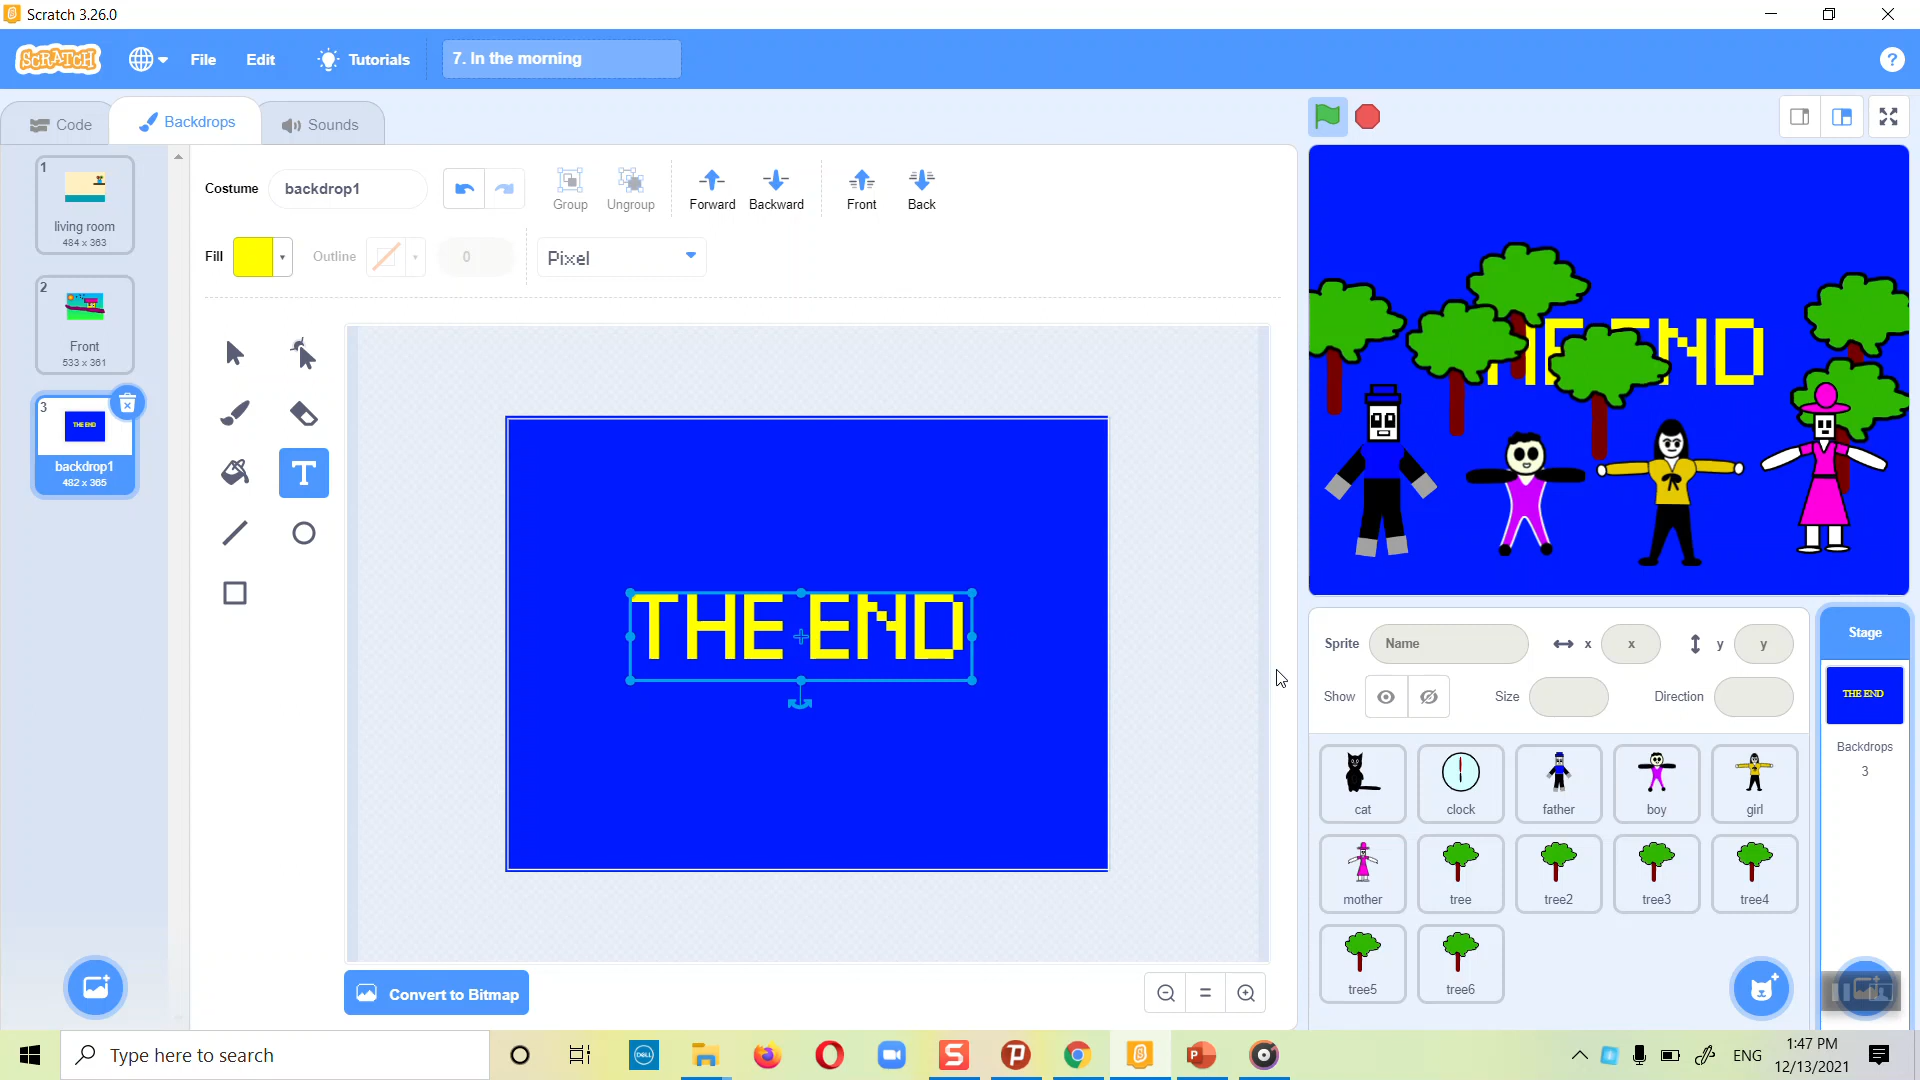 Scratch 3.26.0
SCRATCH File Edit Tutorials 7. In the morning ?
Code Backdrops Sounds
1
living room
484 x 363
2
Front
533 x 361
3
THE END
backdrop1
482 x 365
Costume backdrop1
Group Ungroup Forward Backward Front Back
Fill Outline 0 Pixel
T
THE END
Convert to Bitmap
THE END
Sprite Name x x y y
Show Size Direction
Stage
THE END
Backdrops
3
cat clock father boy girl
mother tree tree2 tree3 tree4
tree5 tree6
Type here to search
DELL
S
P
P
ENG
1:47 PM
12/13/2021